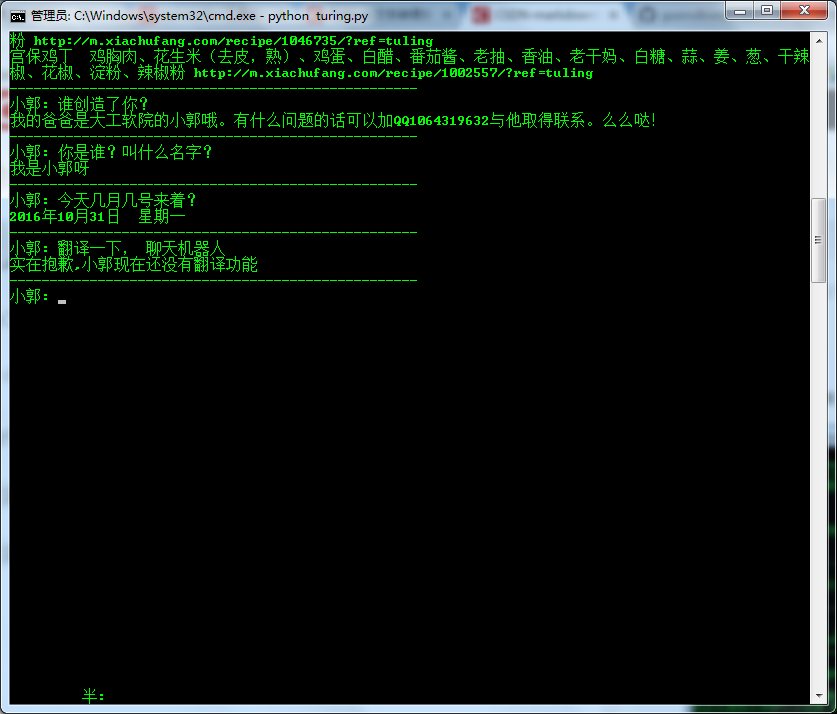 管理员: C:\Windows\system32\cmd.exe - python turing.py
粉 http://m.xiachufang.com/recipe/1046735/?ref=tuling
宫保鸡丁 鸡胸肉、花生米（去皮，熟）、鸡蛋、白醋、番茄酱、老抽、香油、老干妈、白糖、蒜、姜、葱、干辣
椒、花椒、淀粉、辣椒粉 http://m.xiachufang.com/recipe/1002557/?ref=tuling
---------------------------------------------------
小郭：谁创造了你？
我的爸爸是大工软院的小郭哦。有什么问题的话可以加QQ1064319632与他取得联系。么么哒!
---------------------------------------------------
小郭：你是谁？叫什么名字？
我是小郭呀
---------------------------------------------------
小郭：今天几月几号来着？
2016年10月31日 星期一
---------------------------------------------------
小郭：翻译一下， 聊天机器人
实在抱歉.小郭现在还没有翻译功能
---------------------------------------------------
小郭：
半：